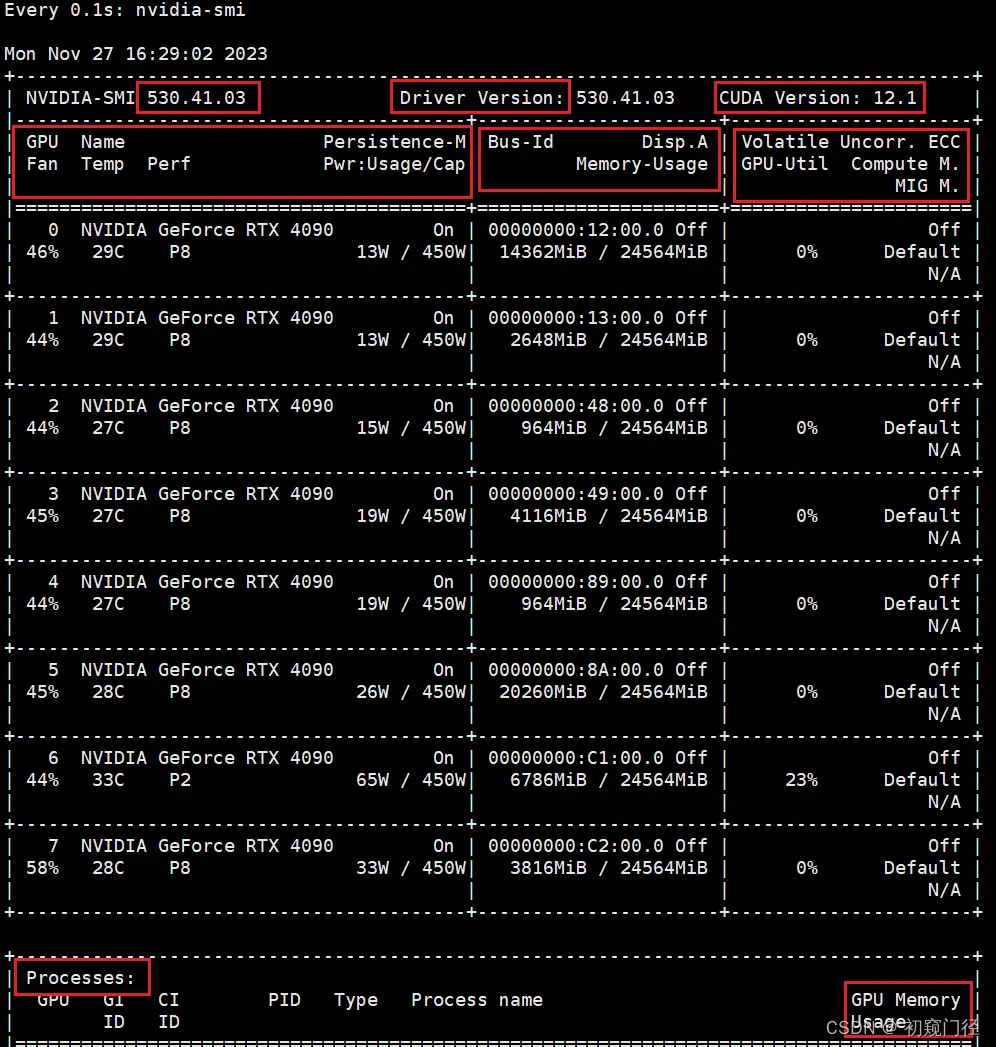 Every 0.1s: nvidia-smi
Mon Nov 27 16:29:02 2023
+-----------------------------------------------------------------------------------------+
| NVIDIA-SMI 530.41.03 Driver Version: 530.41.03 CUDA Version: 12.1 |
|-----------------------------------------+----------------------+----------------------+
| GPU Name Persistence-M| Bus-Id Disp.A | Volatile Uncorr. ECC |
| Fan Temp Perf Pwr:Usage/Cap| Memory-Usage | GPU-Util Compute M. |
| | | MIG M. |
|=========================================+======================+======================|
| 0 NVIDIA GeForce RTX 4090 On | 00000000:12:00.0 Off | Off |
| 46% 29C P8 13W / 450W| 14362MiB / 24564MiB | 0% Default |
| | | N/A |
+-----------------------------------------+----------------------+----------------------+
| 1 NVIDIA GeForce RTX 4090 On | 00000000:13:00.0 Off | Off |
| 44% 29C P8 13W / 450W| 2648MiB / 24564MiB | 0% Default |
| | | N/A |
+-----------------------------------------+----------------------+----------------------+
| 2 NVIDIA GeForce RTX 4090 On | 00000000:48:00.0 Off | Off |
| 44% 27C P8 15W / 450W| 964MiB / 24564MiB | 0% Default |
| | | N/A |
+-----------------------------------------+----------------------+----------------------+
| 3 NVIDIA GeForce RTX 4090 On | 00000000:49:00.0 Off | Off |
| 45% 27C P8 19W / 450W| 4116MiB / 24564MiB | 0% Default |
| | | N/A |
+-----------------------------------------+----------------------+----------------------+
| 4 NVIDIA GeForce RTX 4090 On | 00000000:89:00.0 Off | Off |
| 44% 27C P8 19W / 450W| 964MiB / 24564MiB | 0% Default |
| | | N/A |
+-----------------------------------------+----------------------+----------------------+
| 5 NVIDIA GeForce RTX 4090 On | 00000000:8A:00.0 Off | Off |
| 45% 28C P8 26W / 450W| 20260MiB / 24564MiB | 0% Default |
| | | N/A |
+-----------------------------------------+----------------------+----------------------+
| 6 NVIDIA GeForce RTX 4090 On | 00000000:C1:00.0 Off | Off |
| 44% 33C P2 65W / 450W| 6786MiB / 24564MiB | 23% Default |
| | | N/A |
+-----------------------------------------+----------------------+----------------------+
| 7 NVIDIA GeForce RTX 4090 On | 00000000:C2:00.0 Off | Off |
| 58% 28C P8 33W / 450W| 3816MiB / 24564MiB | 0% Default |
| | | N/A |
+-----------------------------------------+----------------------+----------------------+
+-----------------------------------------------------------------------------------------+
| Processes: |
| GPU GI CI PID Type Process name GPU Memory |
| ID ID Usage |
|=========================================================================================|
CSDN @ 初窥门径